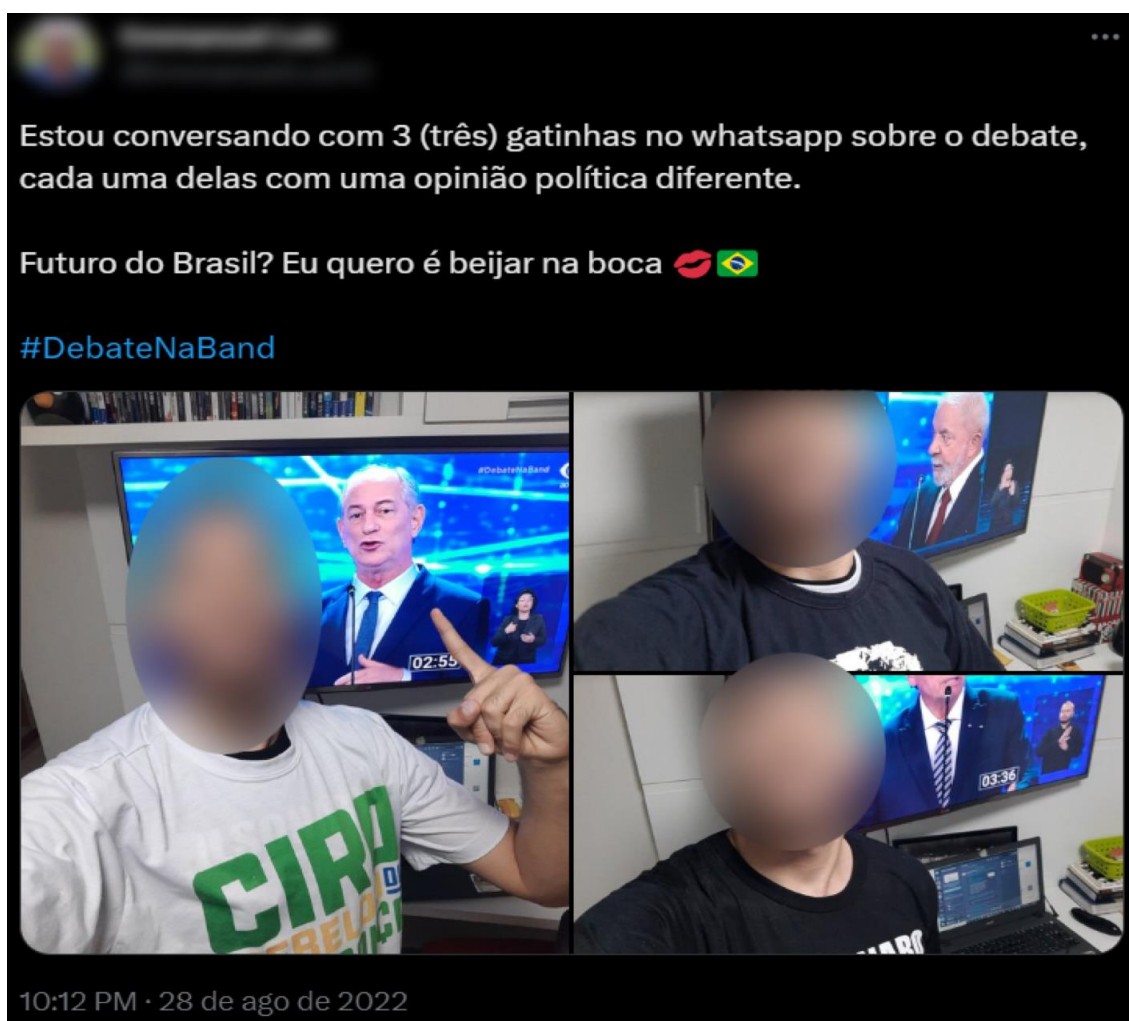 Estou conversando com 3 (três) gatinhas no whatsapp sobre o debate,
cada uma delas com uma opinião política diferente.
Futuro do Brasil? Eu quero é beijar na boca 💋🇧🇷
#DebateNaBand
#DebateNaBand
02:55
CIRO
03:36
10:12 PM · 28 de ago de 2022